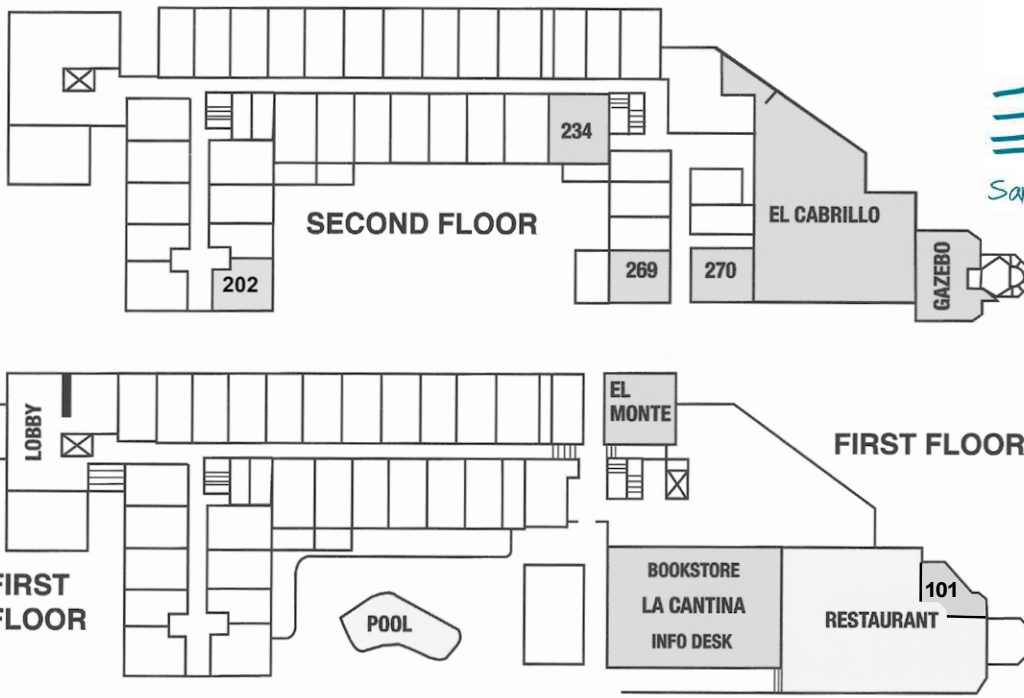 234
SECOND FLOOR
EL CABRILLO
202
269
270
GAZEBO
LOBBY
EL
MONTE
FIRST FLOOR
FIRST
FLOOR
POOL
BOOKSTORE
LA CANTINA
INFO DESK
RESTAURANT
101